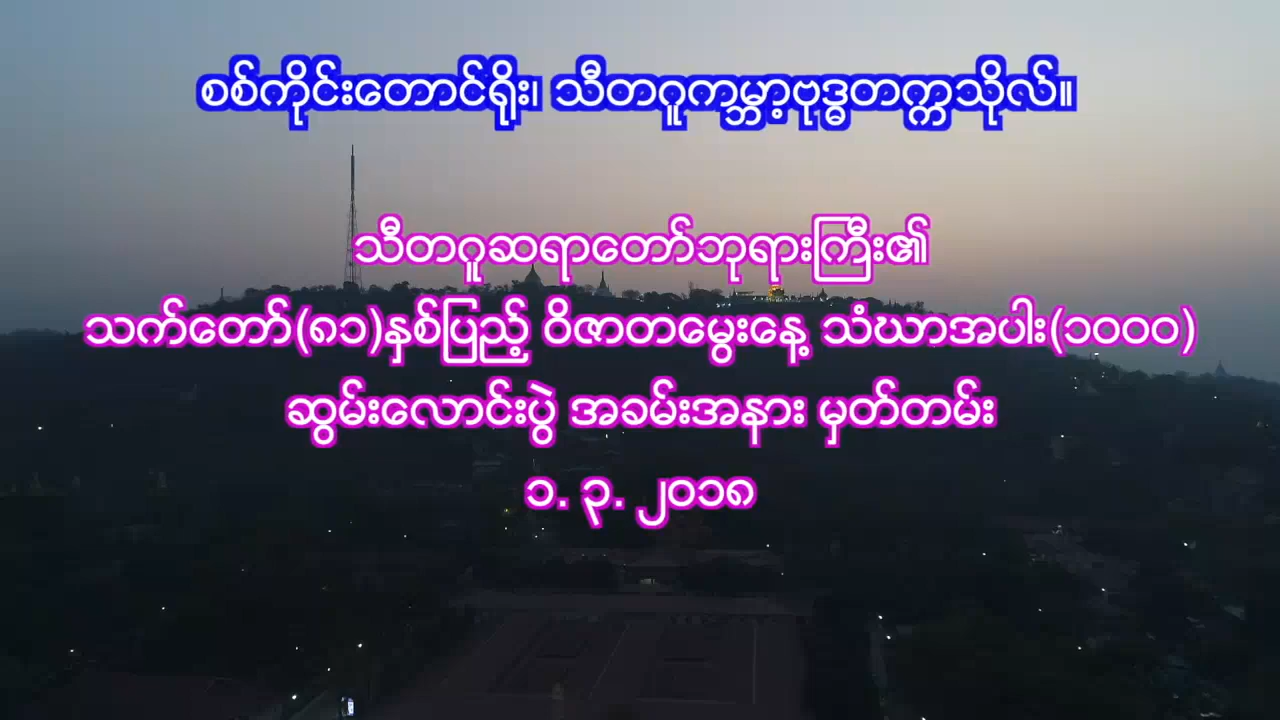 စစ်ကိုင်းတောင်ရိုး၊ သီတဂူကမ္ဘာ့ဗုဒ္ဓတက္ကသိုလ်။
သီတဂူဆရာတော်ဘုရားကြီး၏
သက်တော်(၈၁)နှစ်ပြည့် ဝိဇာတမွေးနေ့ သံဃာအပါး(၁၀၀၀)
ဆွမ်းလောင်းပွဲ အခမ်းအနား မှတ်တမ်း
၁. ၃. ၂၀၁၈